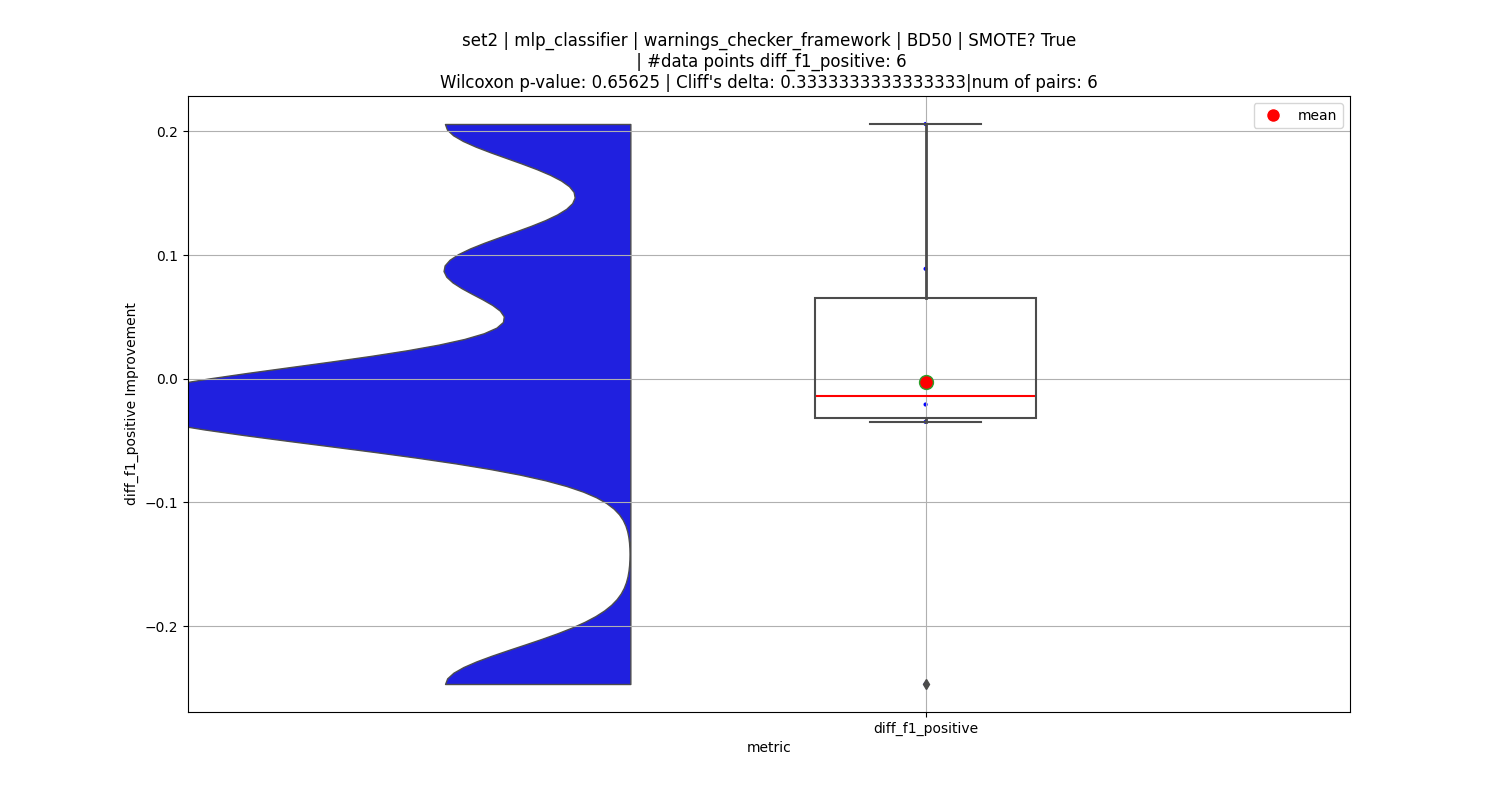 set2 | mlp_classifier | warnings_checker_framework | BD50 | SMOTE? True
| #data points diff_f1_positive: 6
Wilcoxon p-value: 0.65625 | Cliff's delta: 0.3333333333333333|num of pairs: 6
mean
0.2
0.1
0.0
−0.1
−0.2
diff_f1_positive Improvement
diff_f1_positive
metric